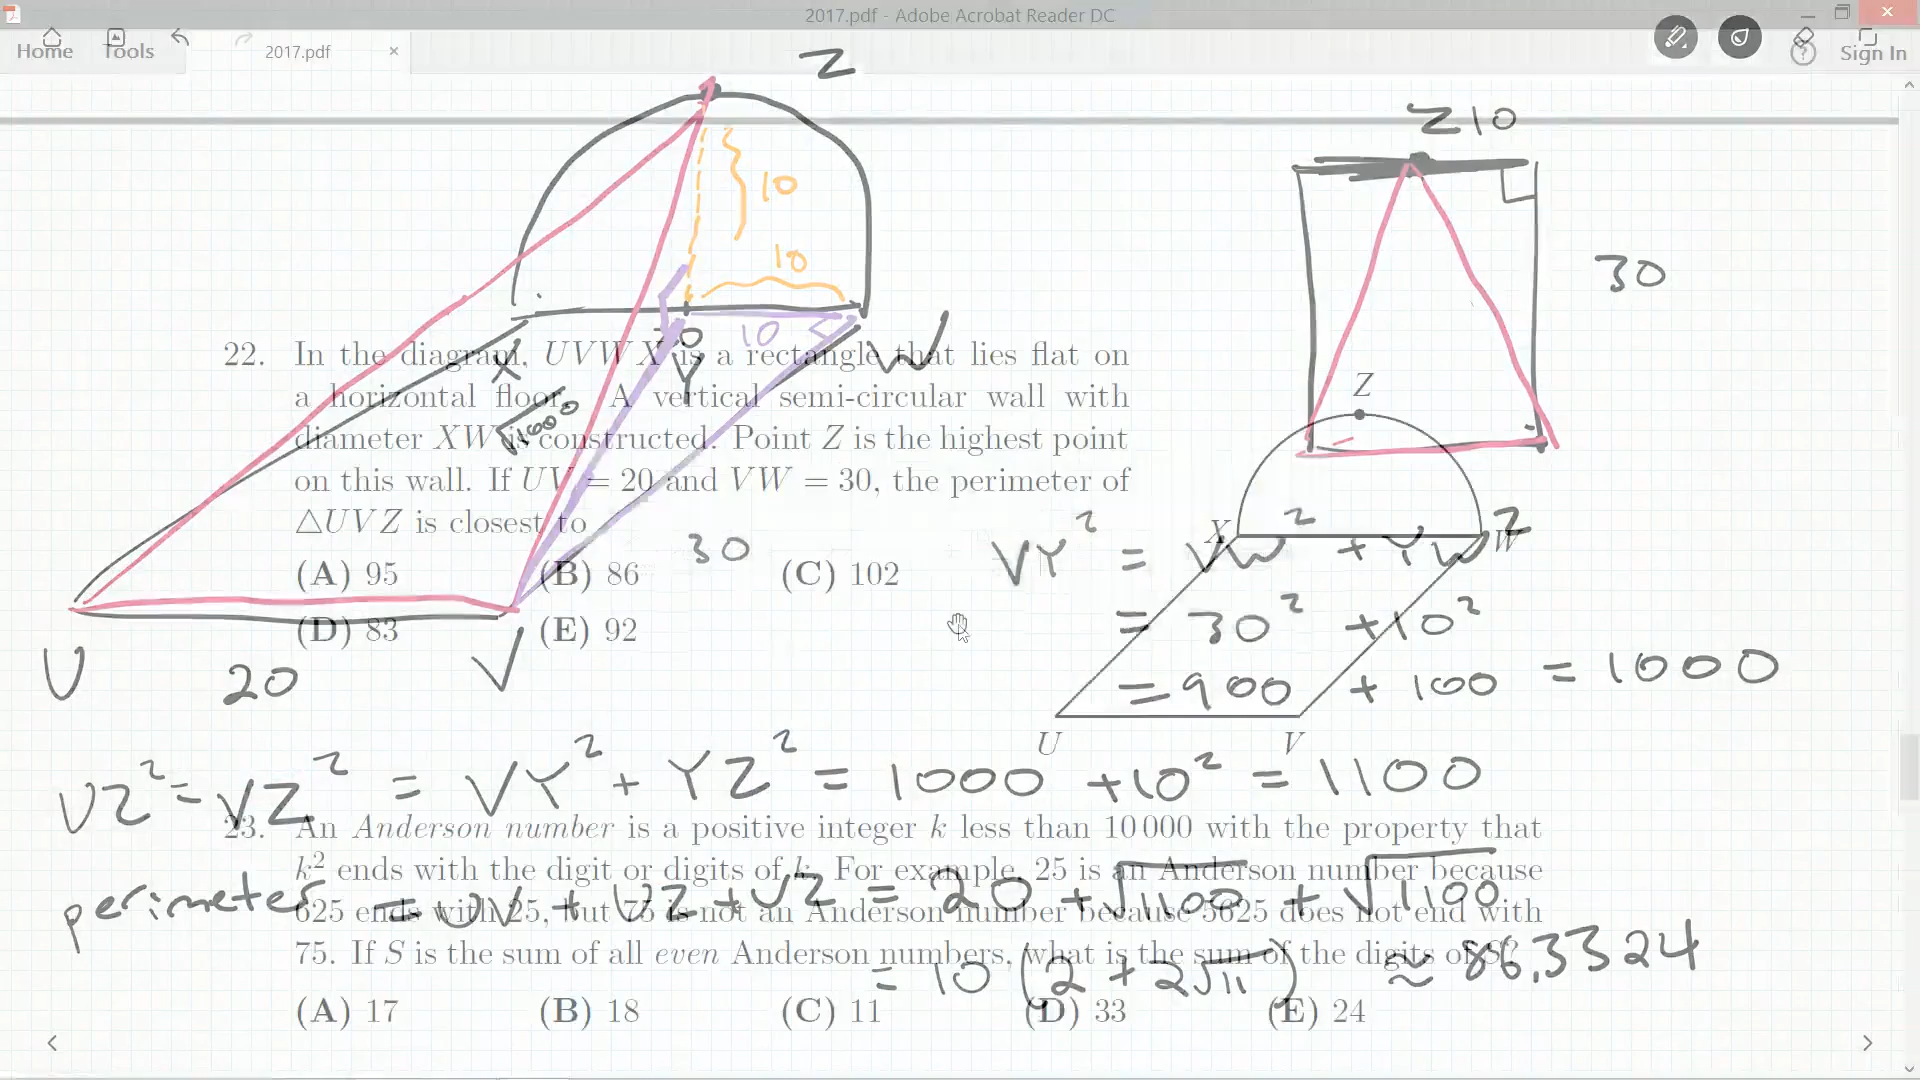 2017.pdf - Adobe Acrobat Reader DC
Home Tools 2017.pdf × Sign In
Z
Z 10
10
10
30
10
Y
W
X
√1100
22. In the diagram, UVWX is a rectangle that lies flat on
a horizontal floor. A vertical semi-circular wall with
diameter XW is constructed. Point Z is the highest point
on this wall. If UV = 20 and VW = 30, the perimeter of
△UVZ is closest to
(A) 95 (B) 86 (C) 102
(D) 83 (E) 92
Z
X W
U V
30
VY² = VW² + YW²
= 30² + 10²
= 900 + 100 = 1000
U 20 V
UZ² = VZ² = VY² + YZ² = 1000 + 10² = 1100
23. An Anderson number is a positive integer k less than 10 000 with the property that
k² ends with the digit or digits of k. For example, 25 is an Anderson number because
625 ends with 25, but 75 is not an Anderson number because 5625 does not end with
75. If S is the sum of all even Anderson numbers, what is the sum of the digits of S?
(A) 17 (B) 18 (C) 11 (D) 33 (E) 24
perimeter = UV + UZ + VZ = 20 + √1100 + √1100
= 10 (2 + 2√11) ≈ 86.3324